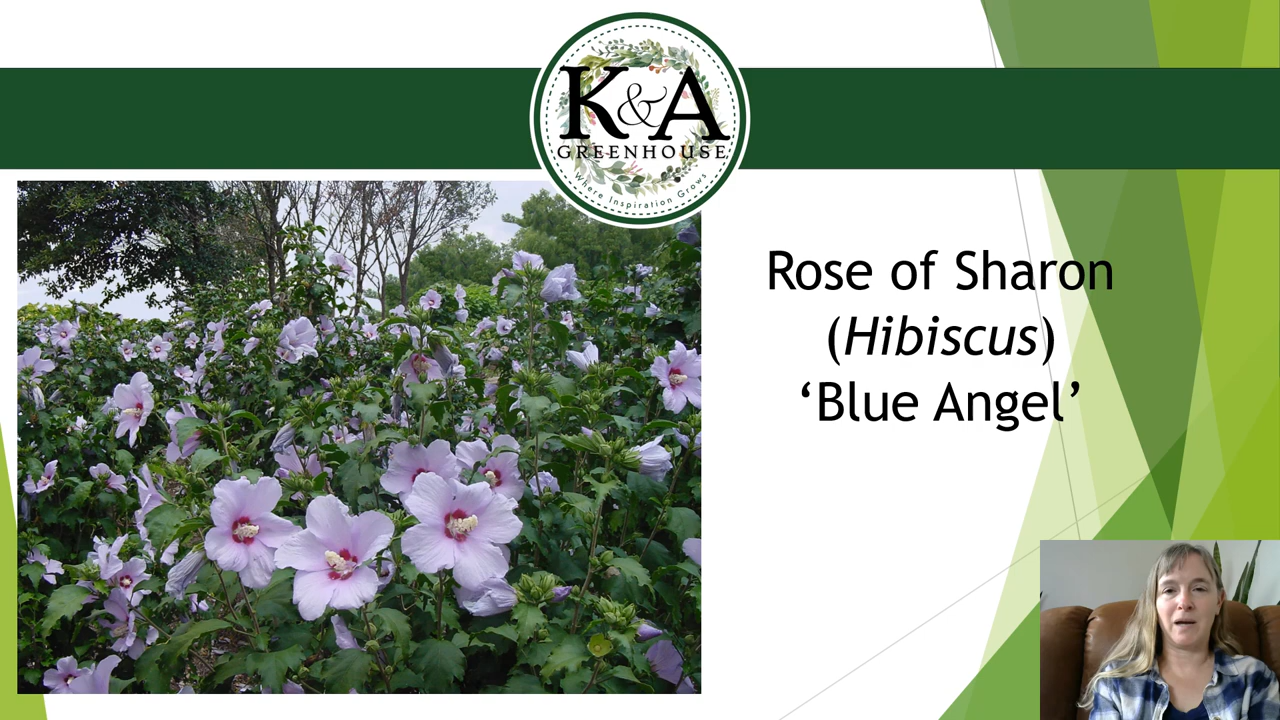 K&A
GREENHOUSE
Where Inspiration Grows
Rose of Sharon
(Hibiscus)
‘Blue Angel’